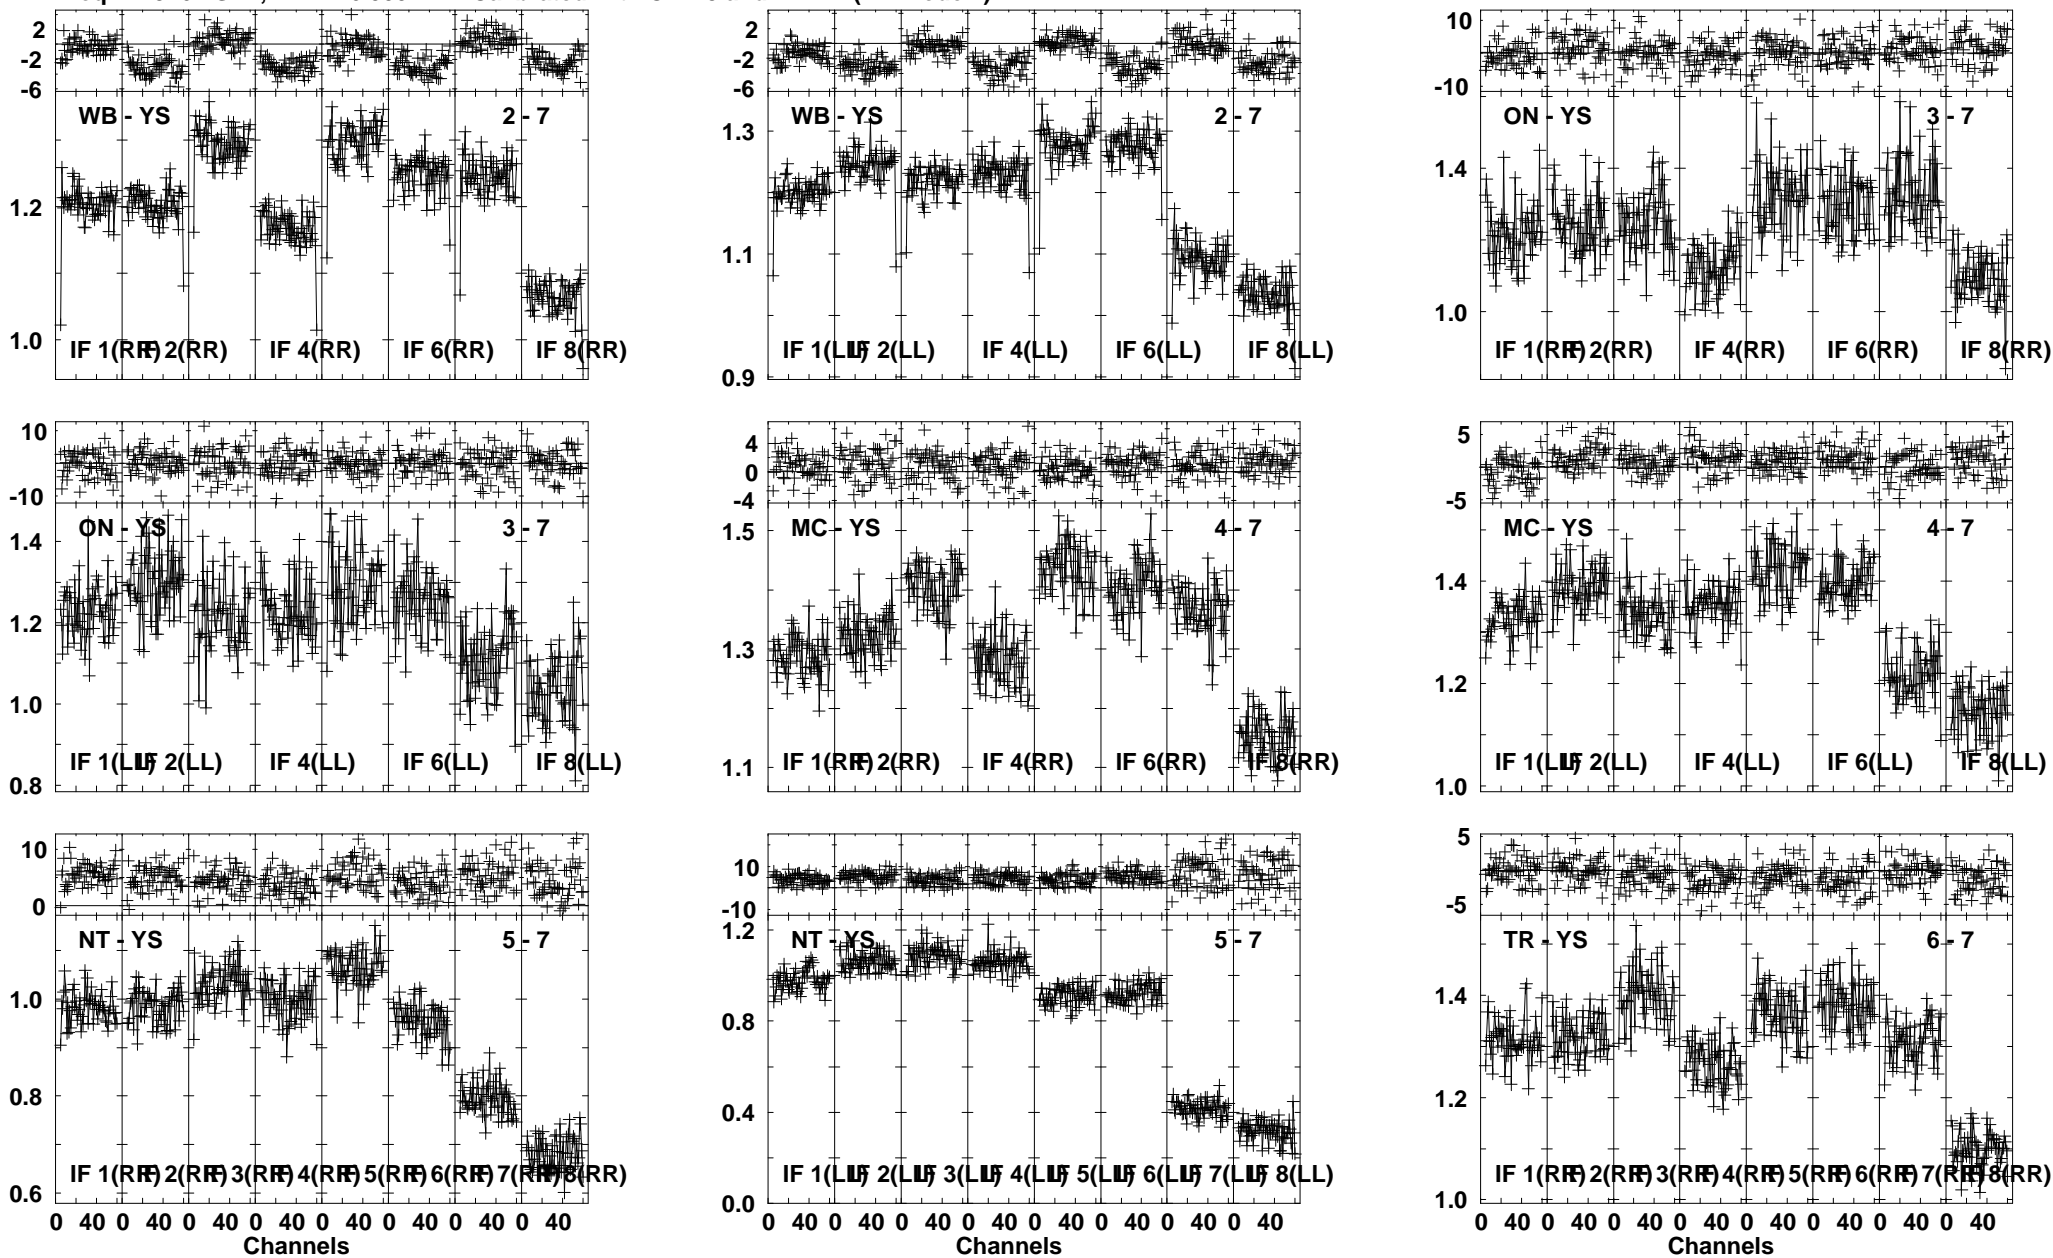 2
-2
-6
WB - YS
2 - 7
1.2
1.0
IF 1(RR)
IF 2(RR)
IF 4(RR)
IF 6(RR)
IF 8(RR)
2
-2
-6
WB - YS
2 - 7
1.3
1.1
0.9
IF 1(LL)
IF 2(LL)
IF 4(LL)
IF 6(LL)
IF 8(LL)
10
0
-10
ON - YS
3 - 7
1.4
1.0
IF 1(RR)
IF 2(RR)
IF 4(RR)
IF 6(RR)
IF 8(RR)
10
-10
ON - YS
3 - 7
1.4
1.2
1.0
0.8
IF 1(LL)
IF 2(LL)
IF 4(LL)
IF 6(LL)
IF 8(LL)
4
0
-4
MC - YS
4 - 7
1.5
1.3
1.1
IF 1(RR)
IF 2(RR)
IF 4(RR)
IF 6(RR)
IF 8(RR)
5
-5
MC - YS
4 - 7
1.4
1.2
1.0
IF 1(LL)
IF 2(LL)
IF 4(LL)
IF 6(LL)
IF 8(LL)
10
0
NT - YS
5 - 7
1.0
0.8
0.6
IF 1(RR)
IF 2(RR)
IF 3(RR)
IF 4(RR)
IF 5(RR)
IF 6(RR)
IF 7(RR)
IF 8(RR)
0 40 0 40 0 40 0 40 0 40 0 40 0 40 0 40
Channels
10
-10
NT - YS
5 - 7
1.2
0.8
0.4
0.0
IF 1(LL)
IF 2(LL)
IF 3(LL)
IF 4(LL)
IF 5(LL)
IF 6(LL)
IF 7(LL)
IF 8(LL)
0 40 0 40 0 40 0 40 0 40 0 40 0 40 0 40
Channels
5
-5
TR - YS
6 - 7
1.4
1.2
1.0
IF 1(RR)
IF 2(RR)
IF 3(RR)
IF 4(RR)
IF 5(RR)
IF 6(RR)
IF 7(RR)
IF 8(RR)
0 40 0 40 0 40 0 40 0 40 0 40 0 40 0 40
Channels